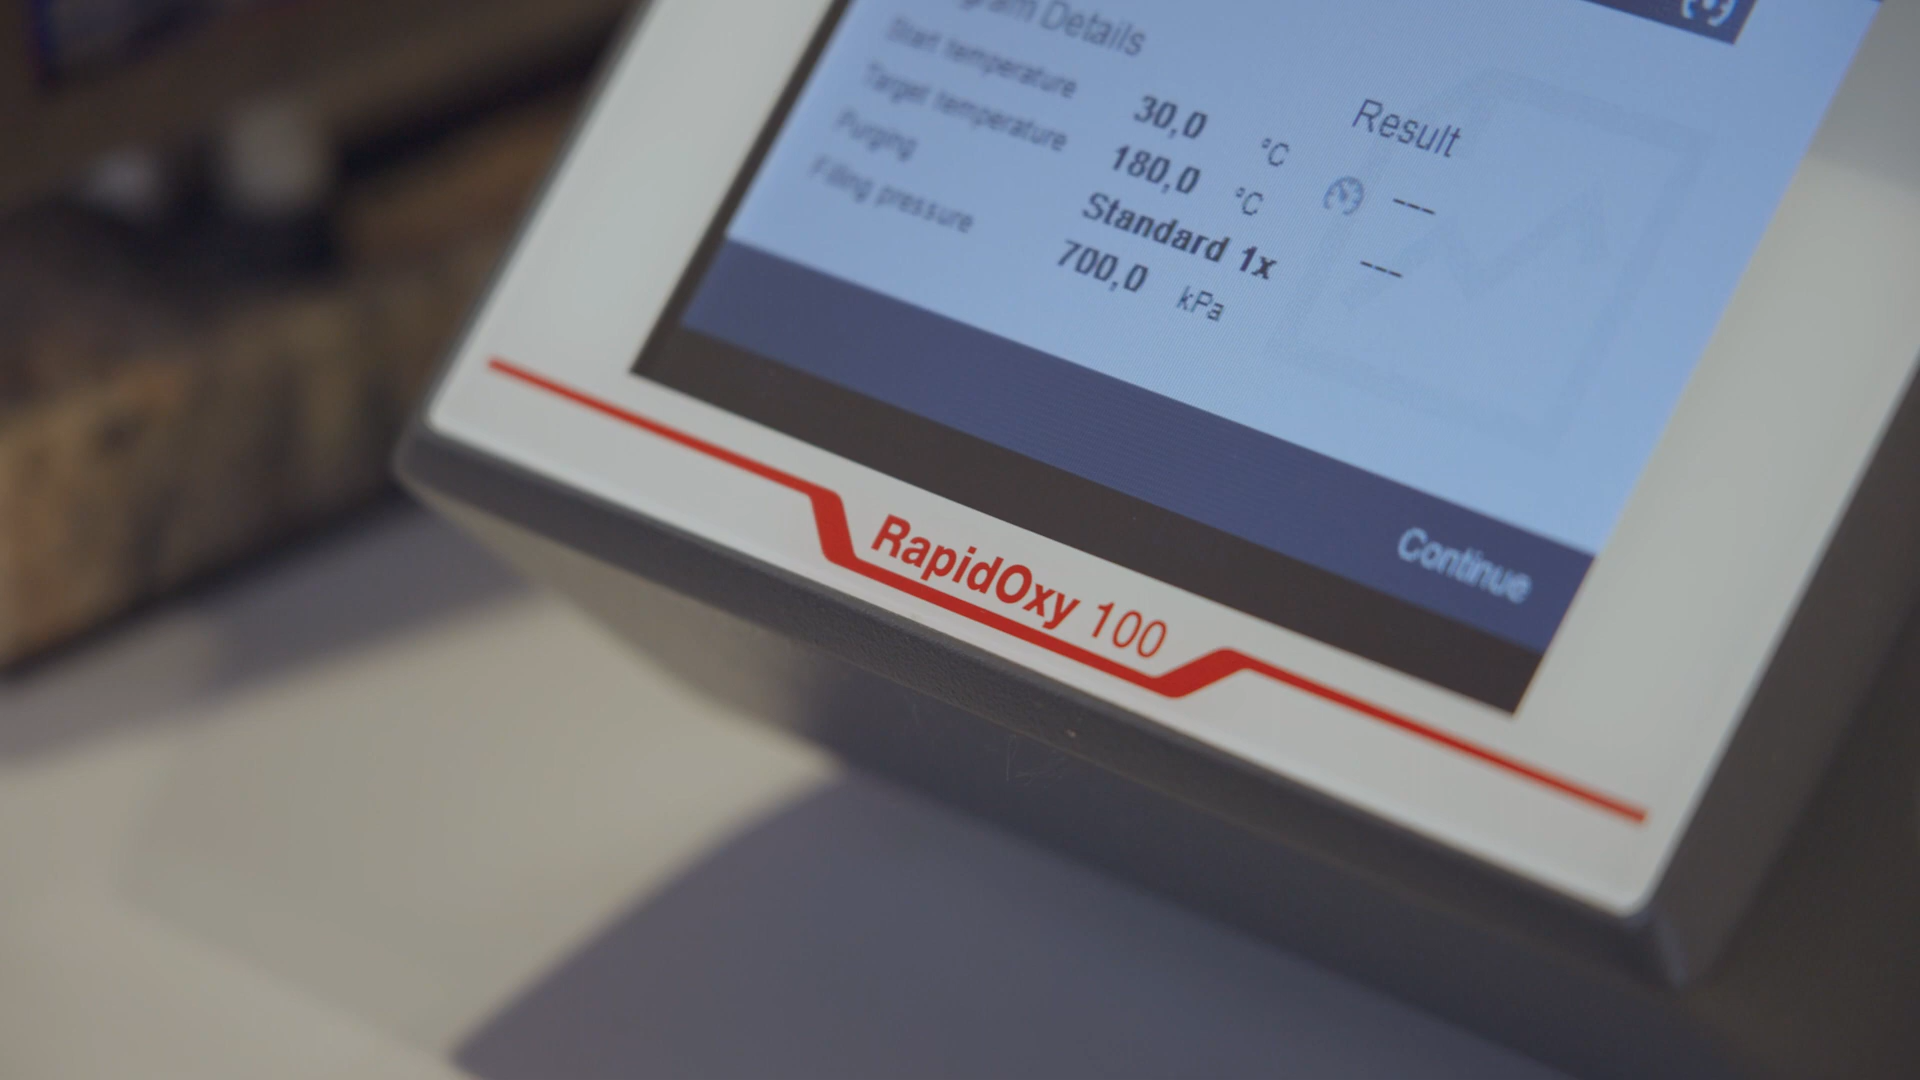 gram Details
Start temperature 30,0 °C
Target temperature 180,0 °C
Purging Standard 1x
Filling pressure 700,0 kPa
Result
---
---
Continue
RapidOxy 100